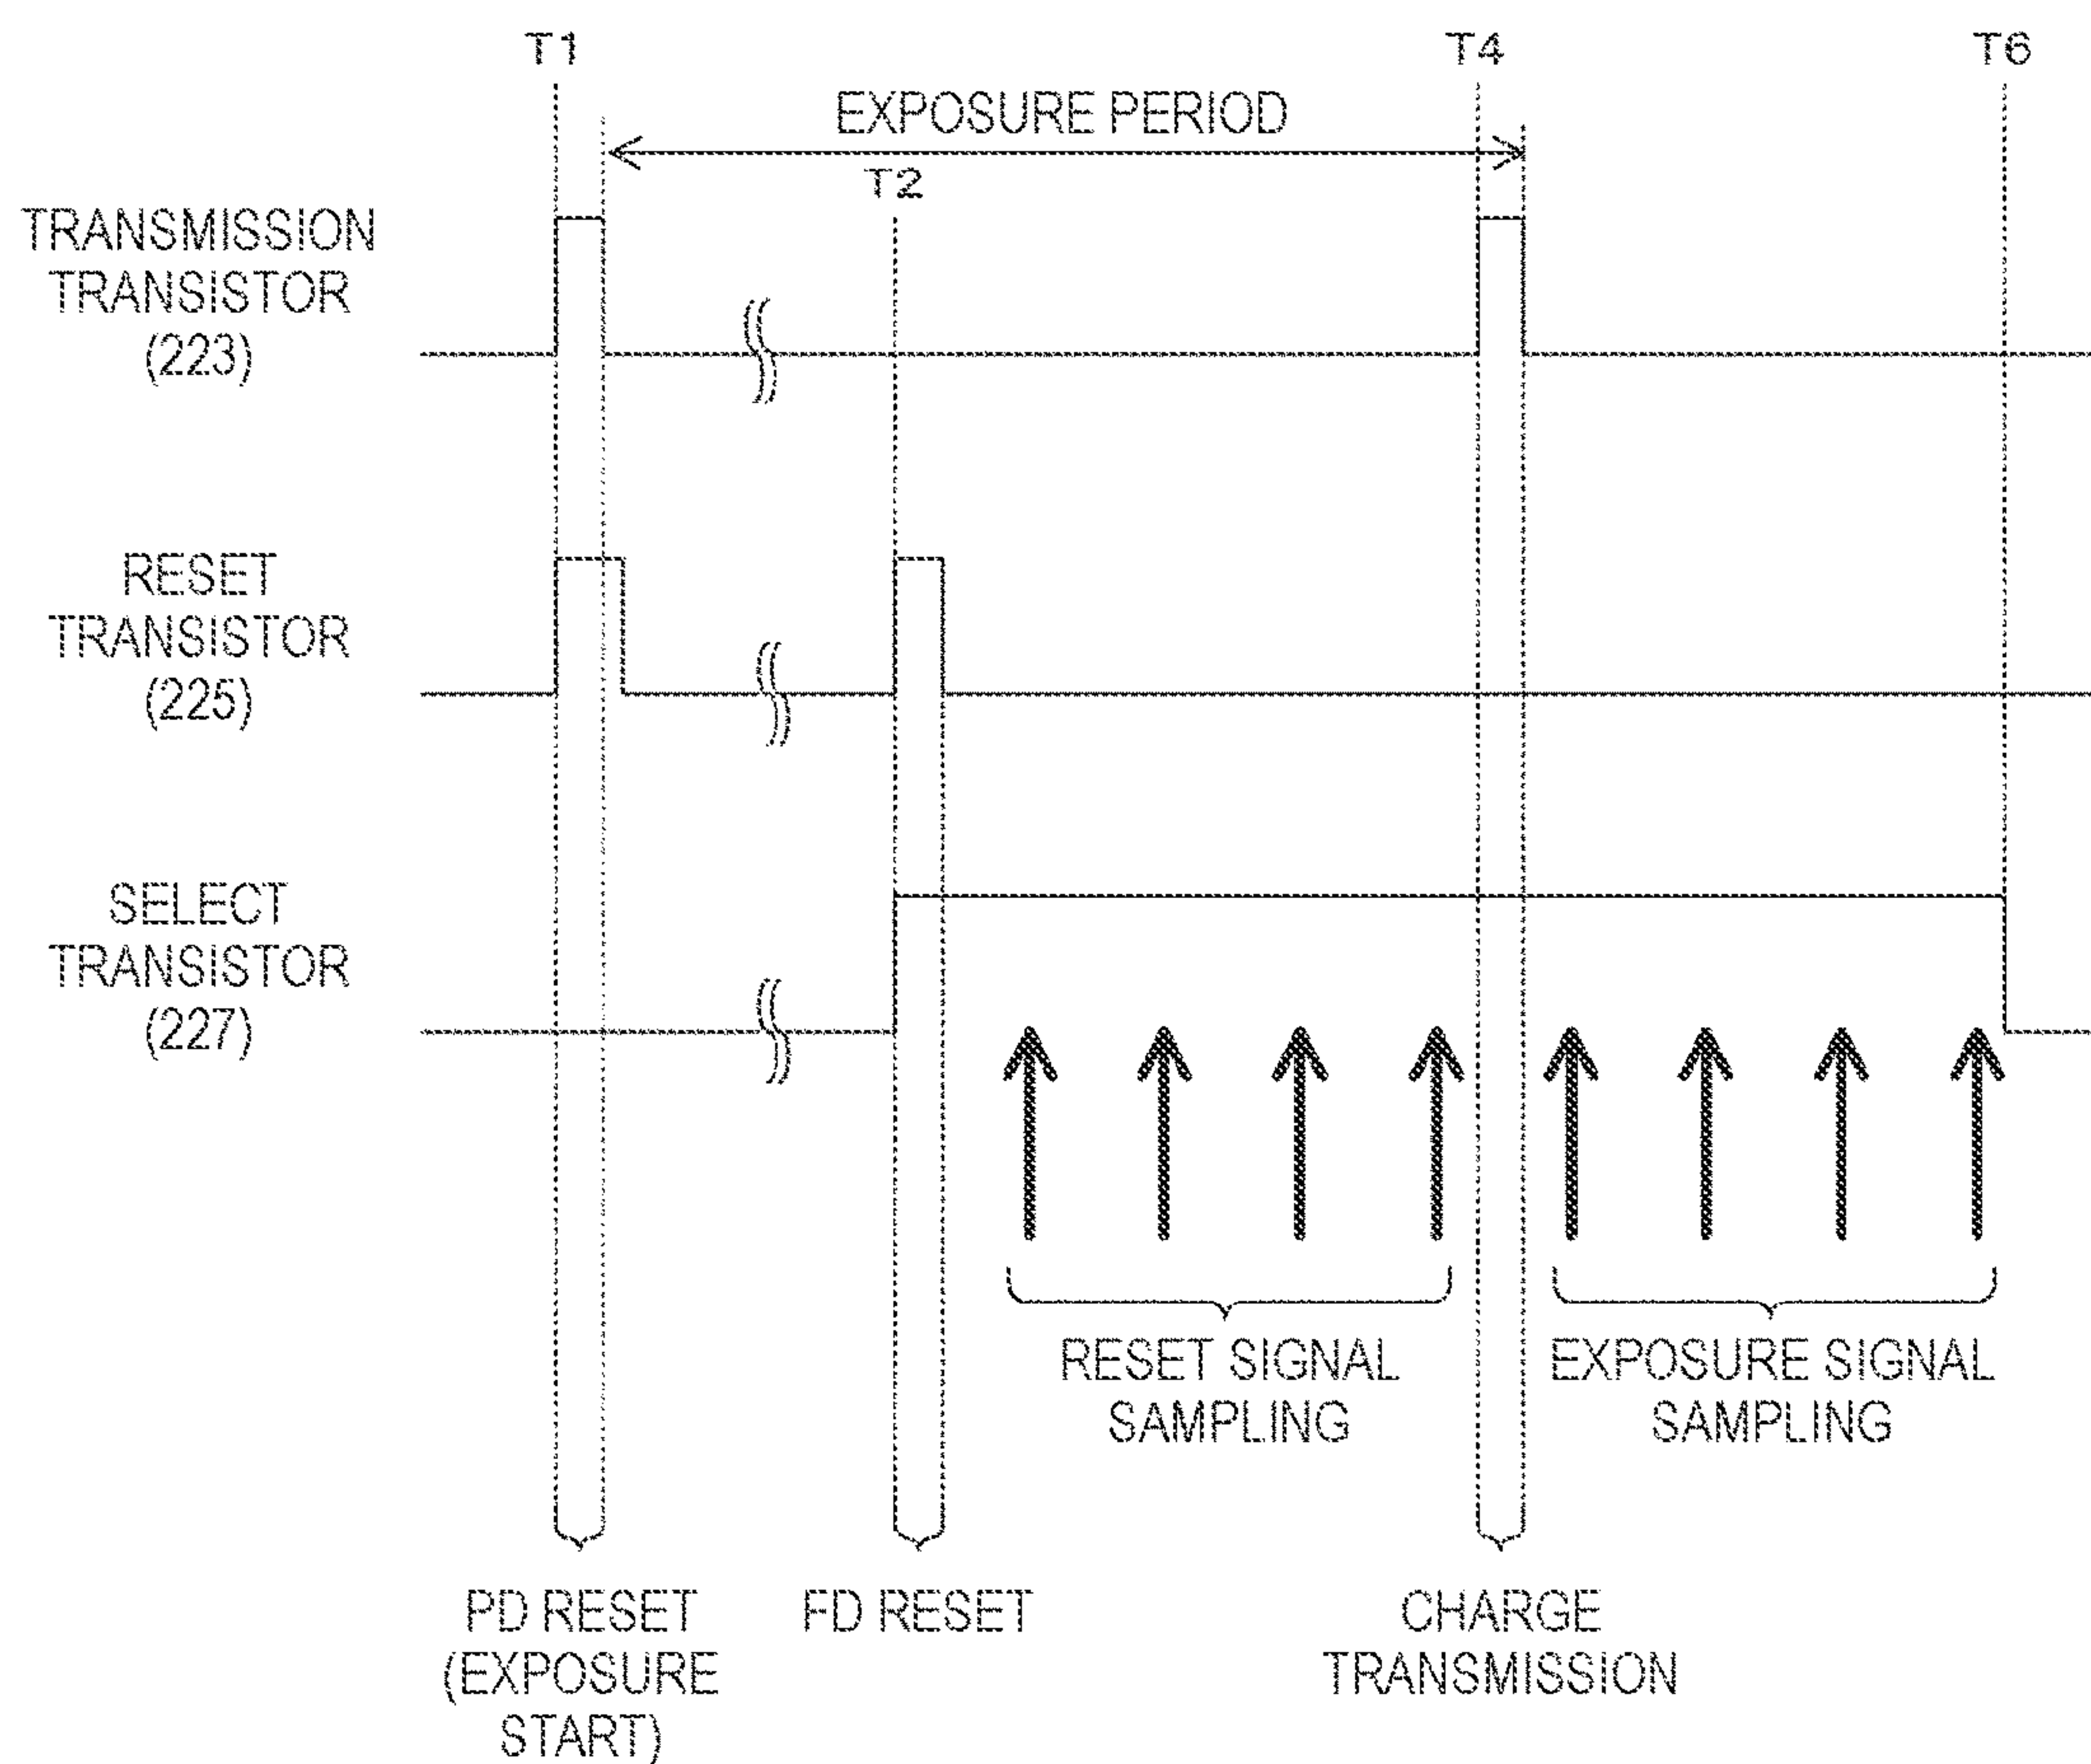 T1
T4
T6
EXPOSURE PERIOD
T2
TRANSMISSION
TRANSISTOR
(223)
RESET
TRANSISTOR
(225)
SELECT
TRANSISTOR
(227)
RESET SIGNAL
SAMPLING
EXPOSURE SIGNAL
SAMPLING
PD RESET
(EXPOSURE
START)
FD RESET
CHARGE
TRANSMISSION